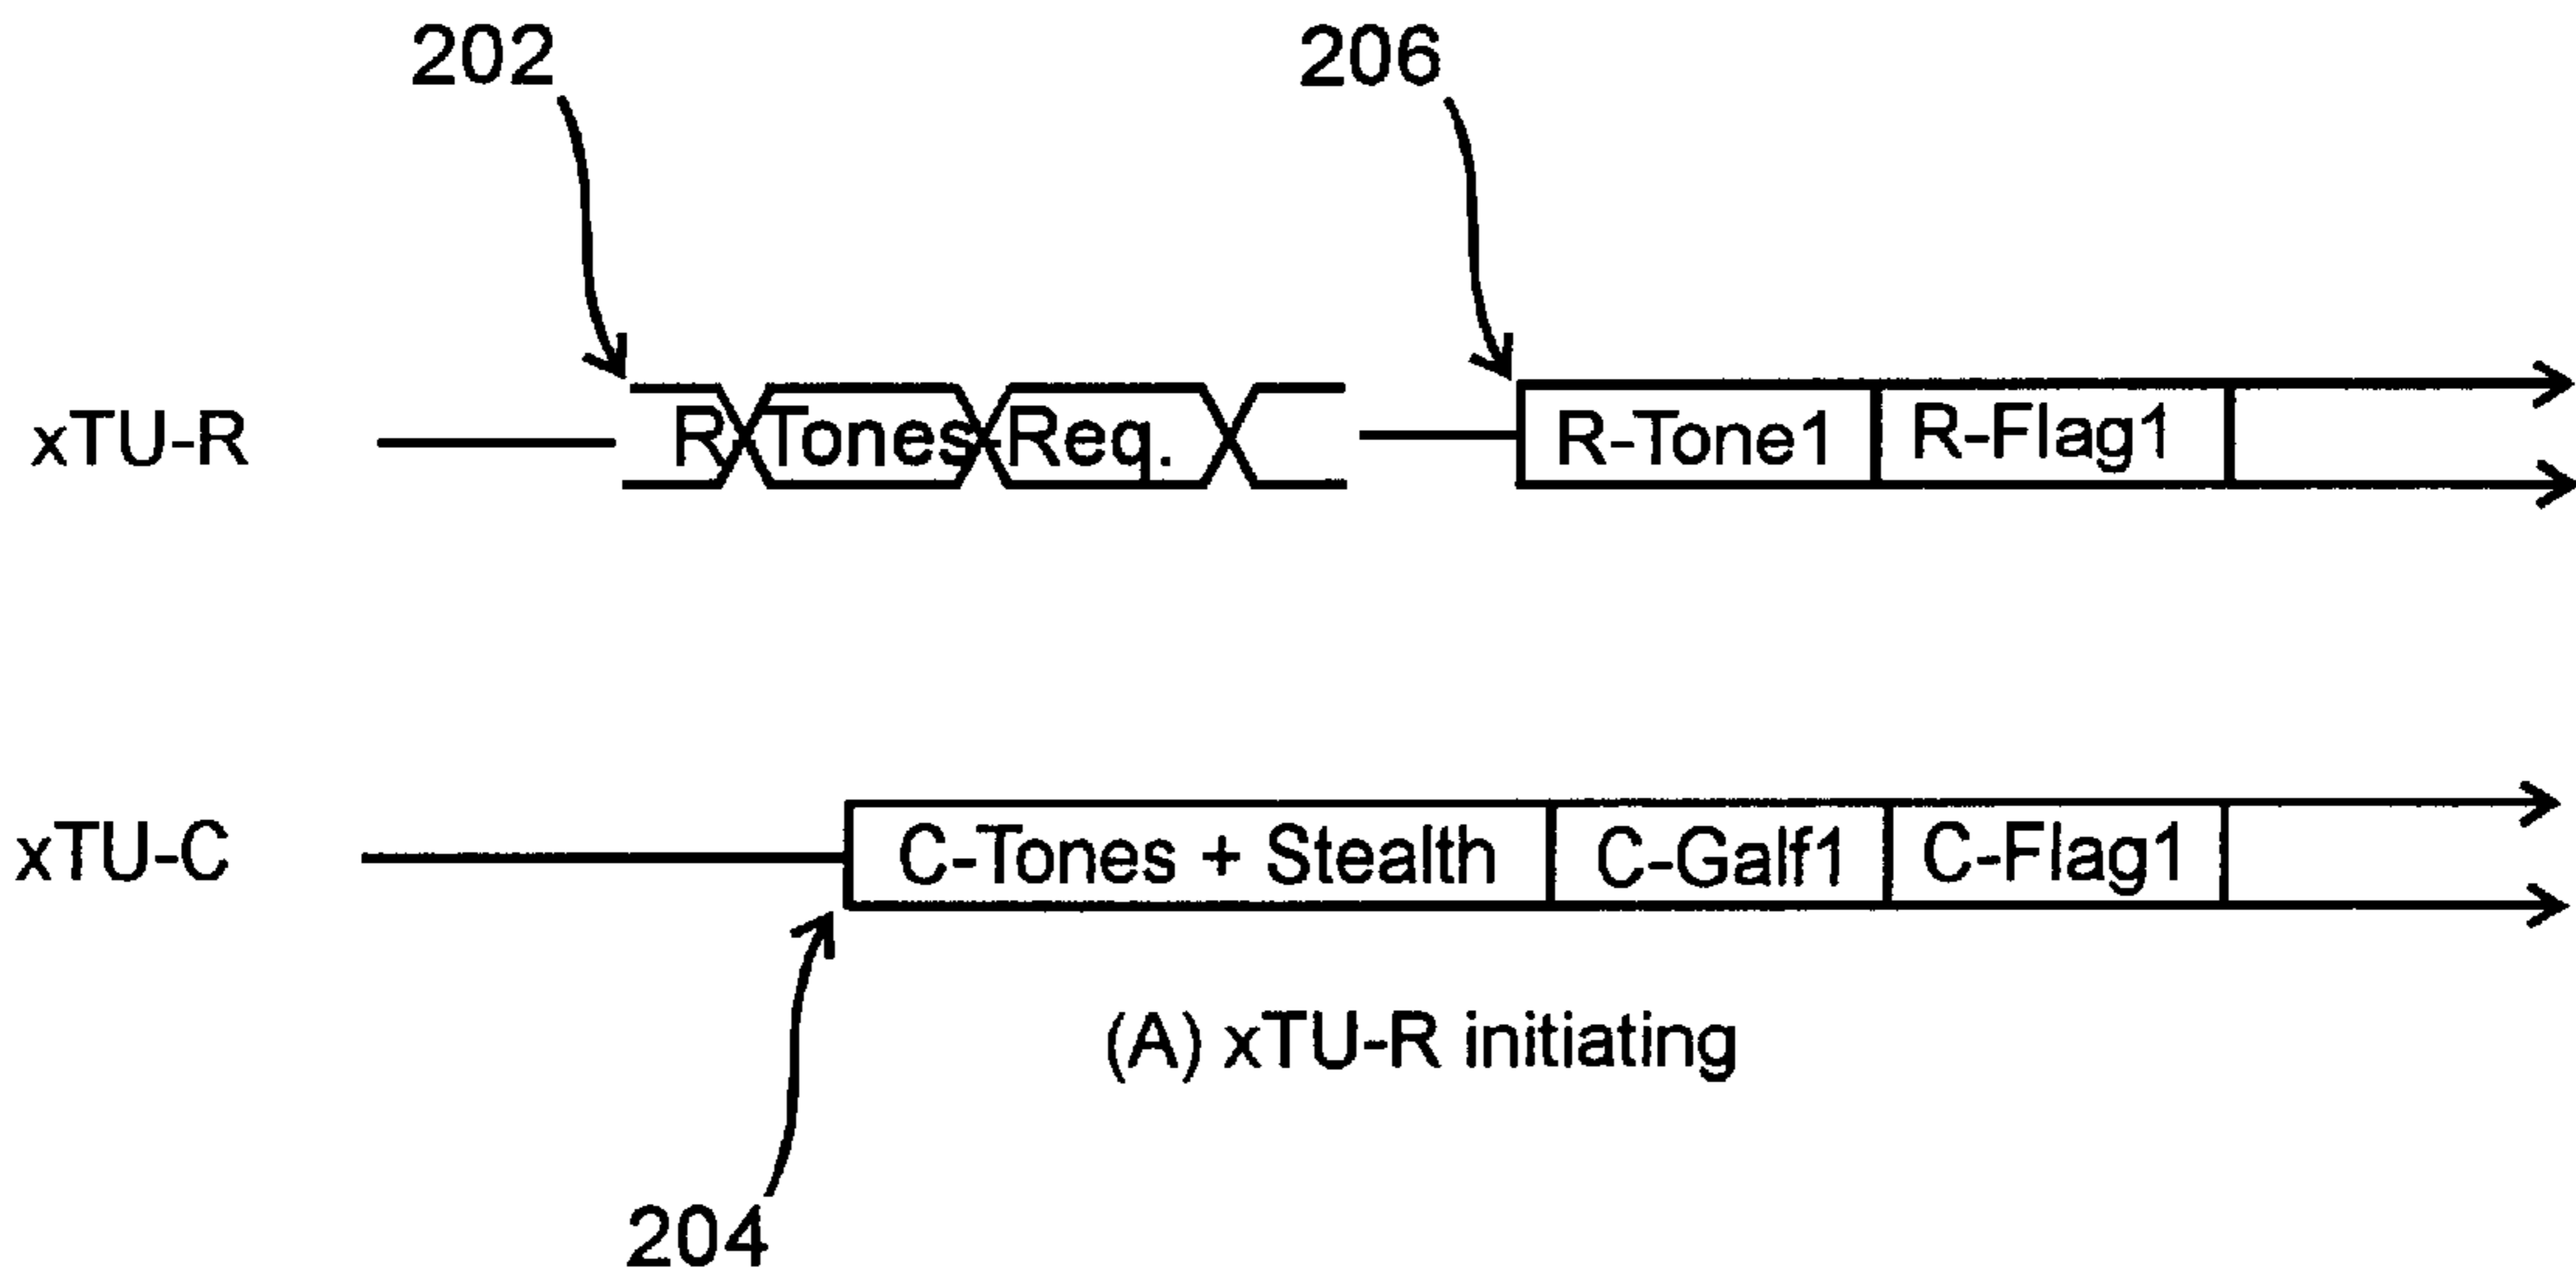 202
206
xTU-R
R-Tones-Req.
R-Tone1
R-Flag1
xTU-C
C-Tones + Stealth
C-Galf1
C-Flag1
(A) xTU-R initiating
204